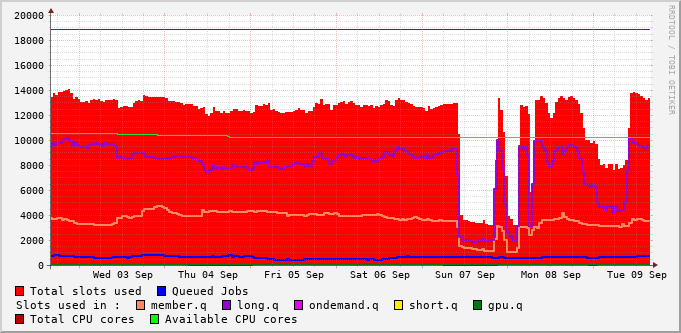 20000
18000
16000
14000
12000
10000
8000
6000
4000
2000
0
Wed 03 Sep Thu 04 Sep Fri 05 Sep Sat 06 Sep Sun 07 Sep Mon 08 Sep Tue 09 Sep
Total slots used Queued Jobs
Slots used in : member.q long.q ondemand.q short.q gpu.q
Total CPU cores Available CPU cores
RRDTOOL / TOBI OETIKER